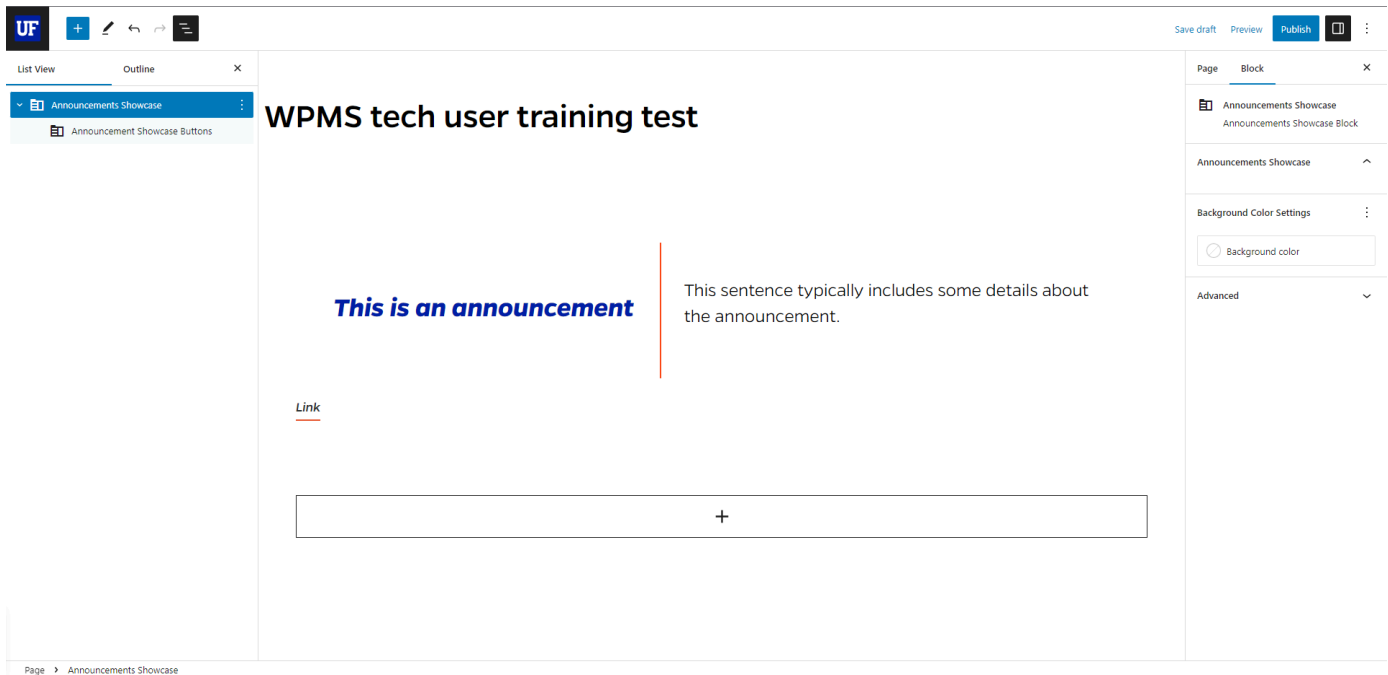 UF
Save draft Preview Publish
List View Outline
Page Block
Announcements Showcase
Announcement Showcase Buttons
WPMS tech user training test
This is an announcement
This sentence typically includes some details about
the announcement.
Link
Announcements Showcase
Announcements Showcase Block
Announcements Showcase
Background Color Settings
Background color
Advanced
Page > Announcements Showcase